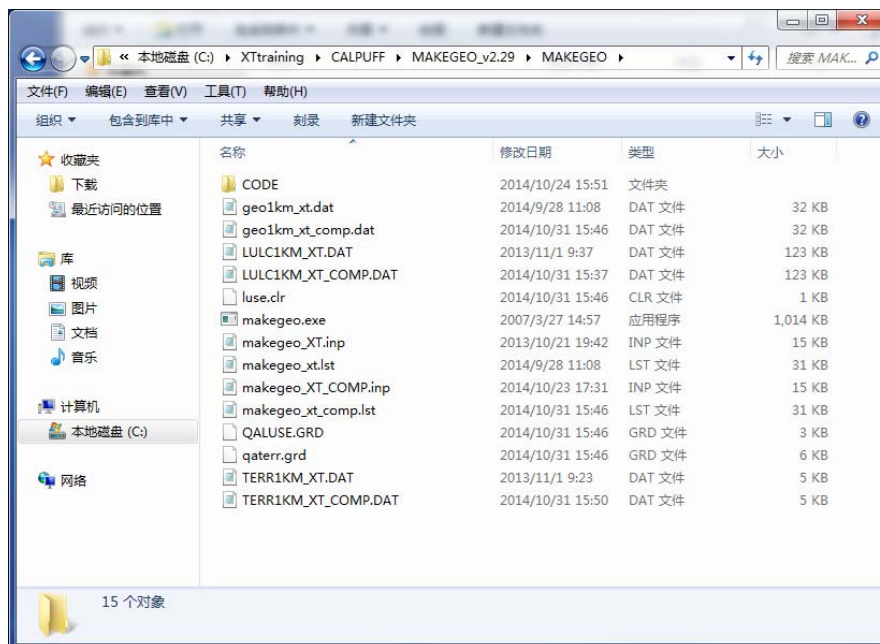 « 本地磁盘 (C:) ▸ XTtraining ▸ CALPUFF ▸ MAKEGEO_v2.29 ▸ MAKEGEO ▸ 搜索 MAK...
文件(F) 编辑(E) 查看(V) 工具(T) 帮助(H)
组织 包含到库中 共享 刻录 新建文件夹
收藏夹
下载
最近访问的位置
库
视频
图片
文档
音乐
计算机
本地磁盘 (C:)
网络
名称 修改日期 类型 大小
CODE 2014/10/24 15:51 文件夹
geo1km_xt.dat 2014/9/28 11:08 DAT 文件 32 KB
geo1km_xt_comp.dat 2014/10/31 15:46 DAT 文件 32 KB
LULC1KM_XT.DAT 2013/11/1 9:37 DAT 文件 123 KB
LULC1KM_XT_COMP.DAT 2014/10/31 15:37 DAT 文件 123 KB
luse.clr 2014/10/31 15:46 CLR 文件 1 KB
makegeo.exe 2007/3/27 14:57 应用程序 1,014 KB
makegeo_XT.inp 2013/10/21 19:42 INP 文件 15 KB
makegeo_xt.lst 2014/9/28 11:08 LST 文件 31 KB
makegeo_XT_COMP.inp 2014/10/23 17:31 INP 文件 15 KB
makegeo_xt_comp.lst 2014/10/31 15:46 LST 文件 31 KB
QALUSE.GRD 2014/10/31 15:46 GRD 文件 3 KB
qaterr.grd 2014/10/31 15:46 GRD 文件 6 KB
TERR1KM_XT.DAT 2013/11/1 9:23 DAT 文件 5 KB
TERR1KM_XT_COMP.DAT 2014/10/31 15:50 DAT 文件 5 KB
15 个对象